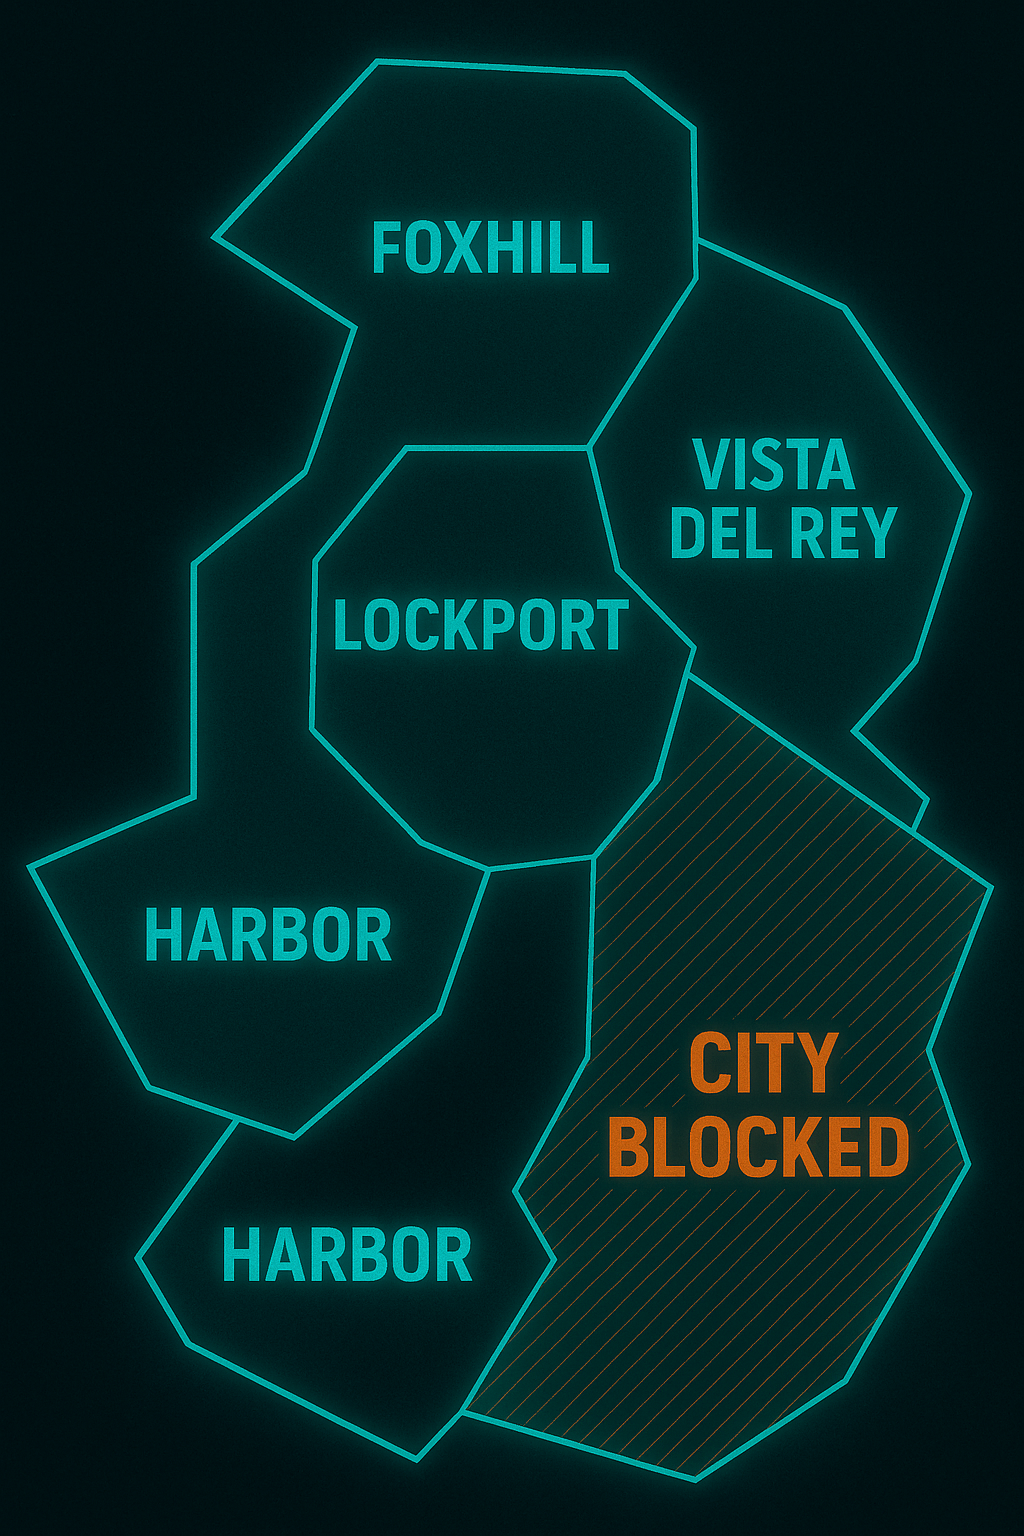 FOXHILL
VISTA
DEL REY
LOCKPORT
HARBOR
CITY
BLOCKED
HARBOR